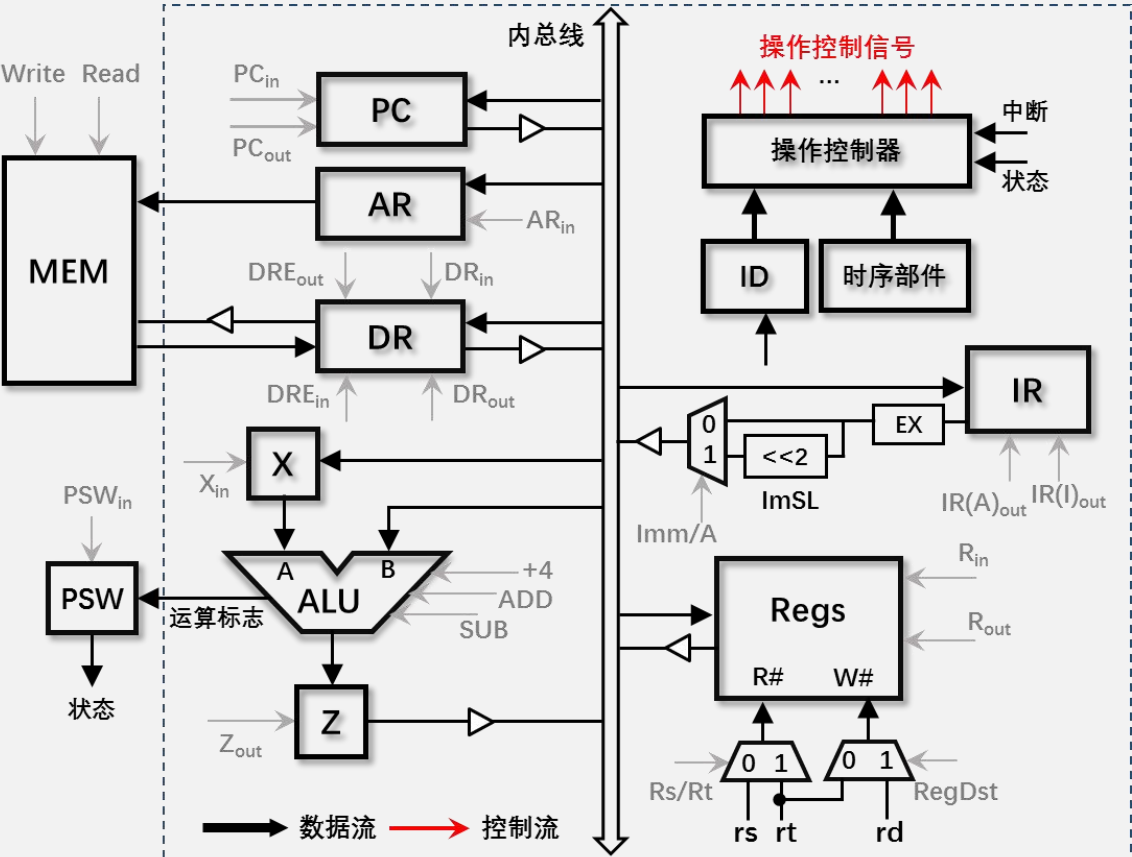 内总线
操作控制信号
...
Write Read
PCin
PC
PCout
中断
操作控制器
状态
AR
ARin
MEM
DREout
DRin
ID
时序部件
DR
DREin
DRout
IR
0
EX
1
<<2
ImSL
X
Xin
IR(A)out
IR(I)out
Imm/A
PSWin
A
B
+4
ALU
ADD
SUB
PSW
运算标志
状态
Rin
Regs
Rout
R# W#
Z
Zout
0 1
0 1
Rs/Rt
RegDst
rs rt rd
数据流
控制流